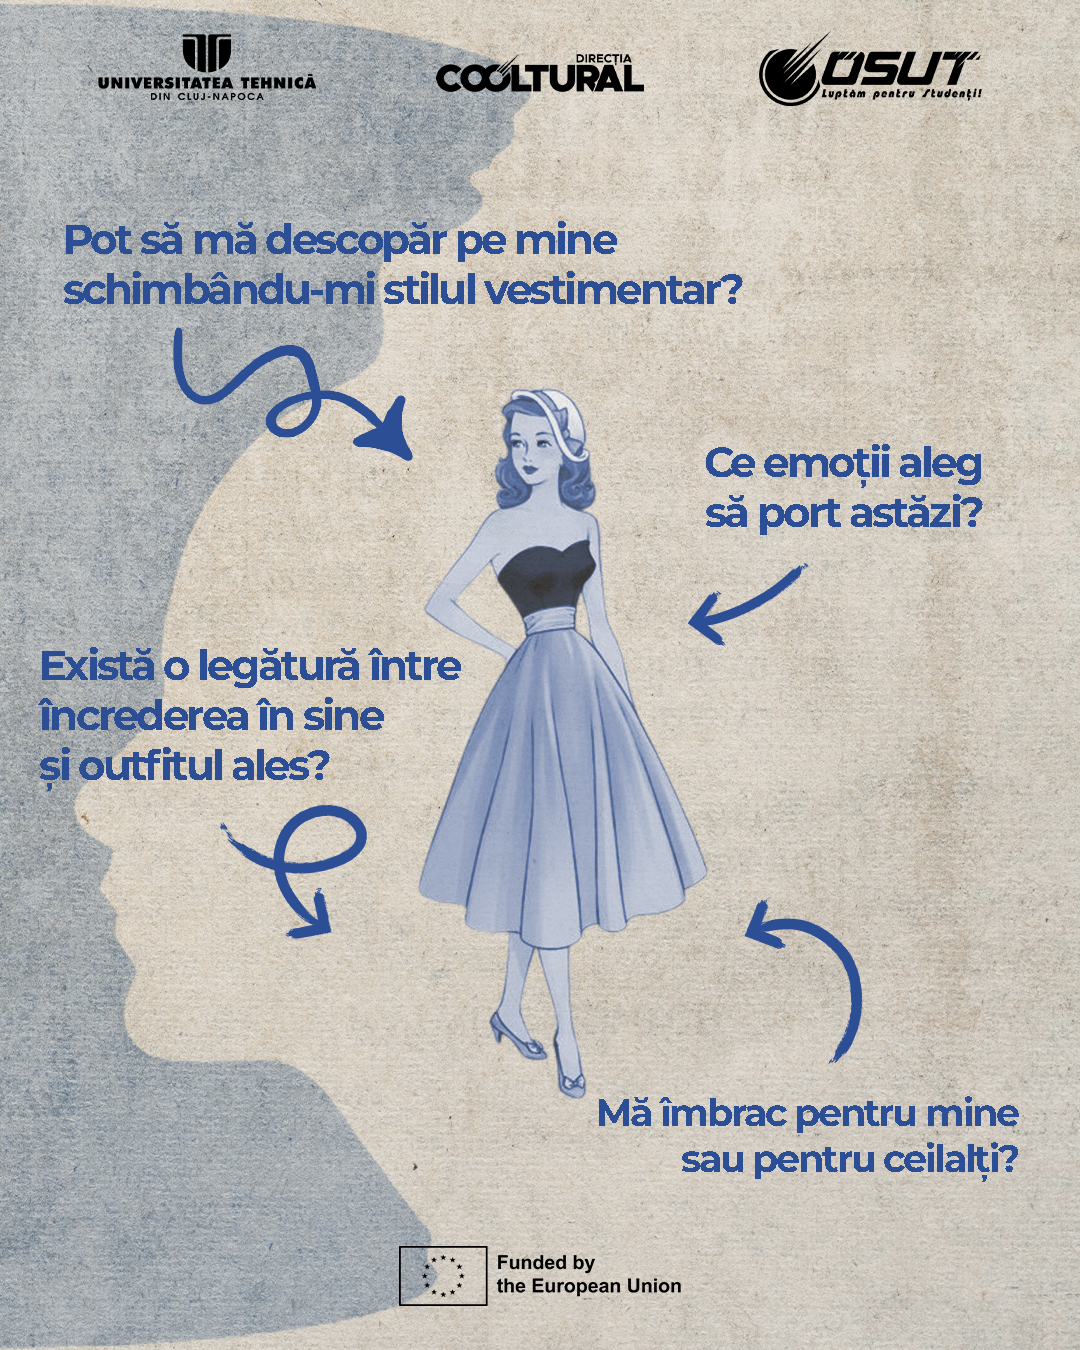 UNIVERSITATEA TEHNICĂ
DIN CLUJ-NAPOCA
DIRECȚIA
COOLTURAL
OSUT
Luptăm pentru Studenți!
Pot să mă descopăr pe mine
schimbându-mi stilul vestimentar?
Ce emoții aleg
să port astăzi?
Există o legătură între
încrederea în sine
și outfitul ales?
Mă îmbrac pentru mine
sau pentru ceilalți?
Funded by
the European Union